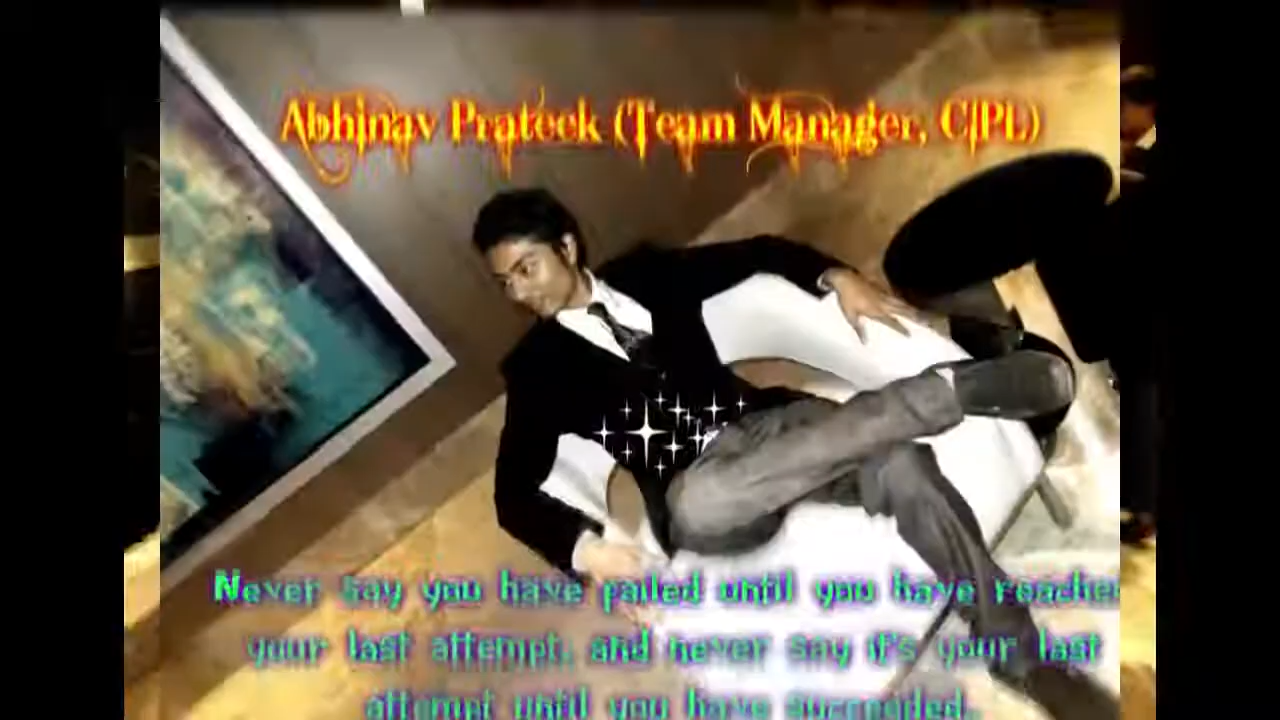 Abhinav Prateek (Team Manager, CIPL)
Never say you have failed until you have reached
your last attempt, and never say it's your last
attempt until you have succeeded.